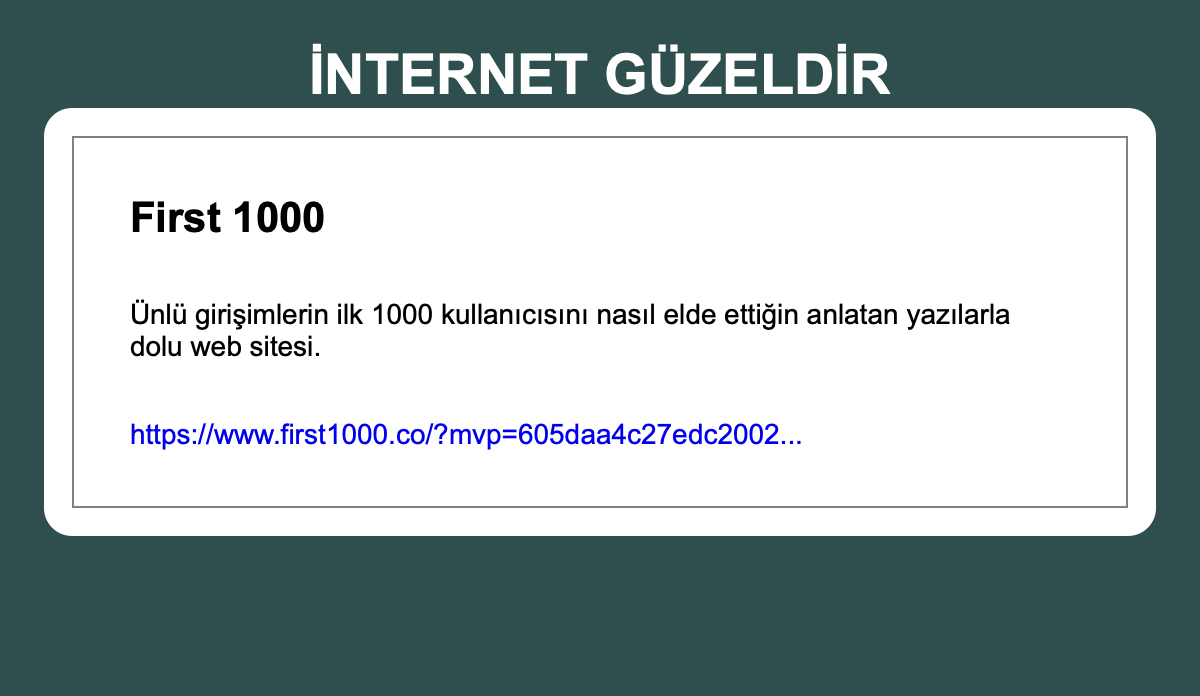 İNTERNET GÜZELDİR
First 1000
Ünlü girişimlerin ilk 1000 kullanıcısını nasıl elde ettiğin anlatan yazılarla
dolu web sitesi.
https://www.first1000.co/?mvp=605daa4c27edc2002...